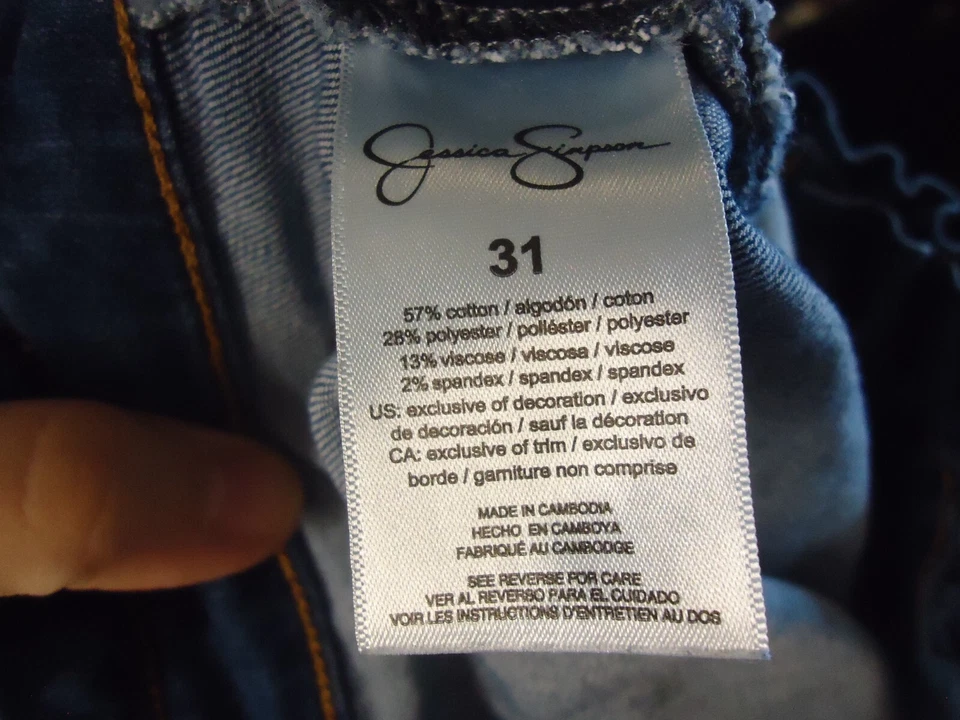 Jessica Simpson
31
57% cotton / algodón / coton
28% polyester / poliéster / polyester
13% viscose / viscosa / viscose
2% spandex / spandex / spandex
US: exclusive of decoration / exclusivo
de decoración / sauf la décoration
CA: exclusive of trim / exclusivo de
borde / garniture non comprise
MADE IN CAMBODIA
HECHO EN CAMBOYA
FABRIQUÉ AU CAMBODGE
SEE REVERSE FOR CARE
VER AL REVERSO PARA EL CUIDADO
VOIR LES INSTRUCTIONS D'ENTRETIEN AU DOS